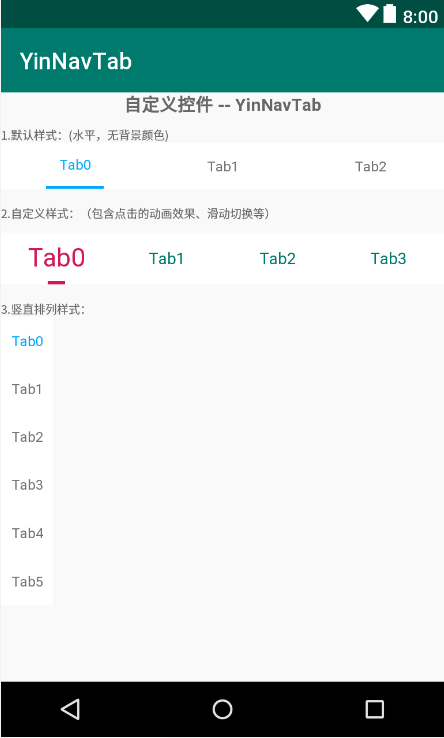 8:00
YinNavTab
自定义控件 -- YinNavTab
1.默认样式：(水平，无背景颜色)
Tab0 Tab1 Tab2
2.自定义样式：（包含点击的动画效果、滑动切换等）
Tab0 Tab1 Tab2 Tab3
3.竖直排列样式：
Tab0
Tab1
Tab2
Tab3
Tab4
Tab5